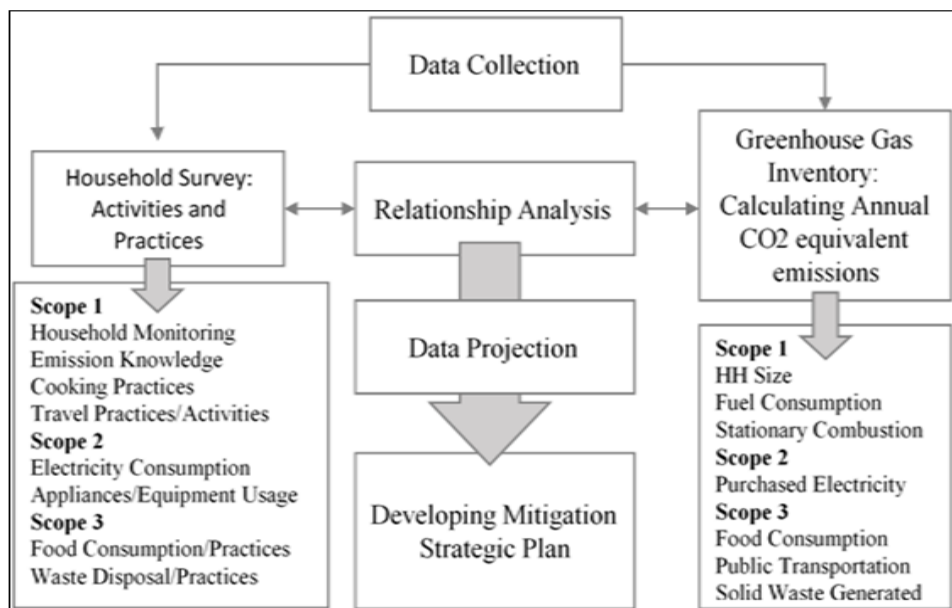 Data Collection
Household Survey:
Activities and
Practices
Relationship Analysis
Greenhouse Gas
Inventory:
Calculating Annual
CO2 equivalent
emissions
Scope 1
Household Monitoring
Emission Knowledge
Cooking Practices
Travel Practices/Activities
Scope 2
Electricity Consumption
Appliances/Equipment Usage
Scope 3
Food Consumption/Practices
Waste Disposal/Practices
Data Projection
Developing Mitigation
Strategic Plan
Scope 1
HH Size
Fuel Consumption
Stationary Combustion
Scope 2
Purchased Electricity
Scope 3
Food Consumption
Public Transportation
Solid Waste Generated